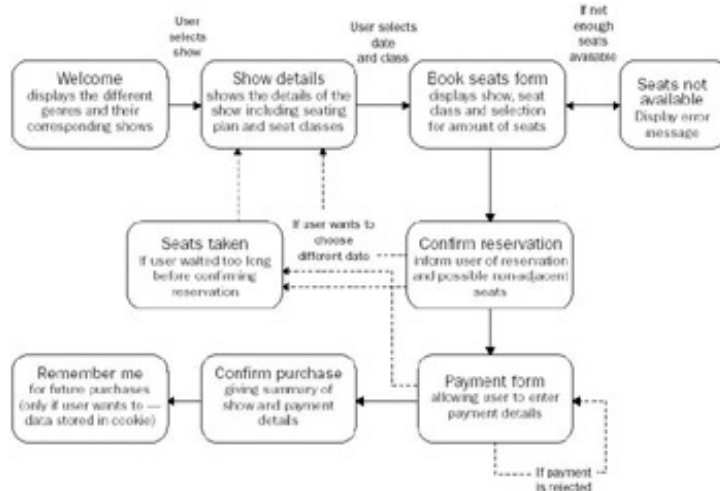 User
selects
show
User selects
date
and class
If not
enough
seats
available
Welcome
displays the different
genres and their
corresponding shows
Show details
shows the details of the
show including seating
plan and seat classes
Book seats form
displays show, seat
class and selection
for amount of seats
Seats not
available
Display error
message
If user wants to
choose
different date
Seats taken
If user waited too long
before confirming
reservation
Confirm reservation
inform user of reservation
and possible non-adjacent
seats
Remember me
for future purchases
(only if user wants to —
data stored in cookie)
Confirm purchase
giving summary of
show and payment
details
Payment form
allowing user to enter
payment details
If payment
is rejected